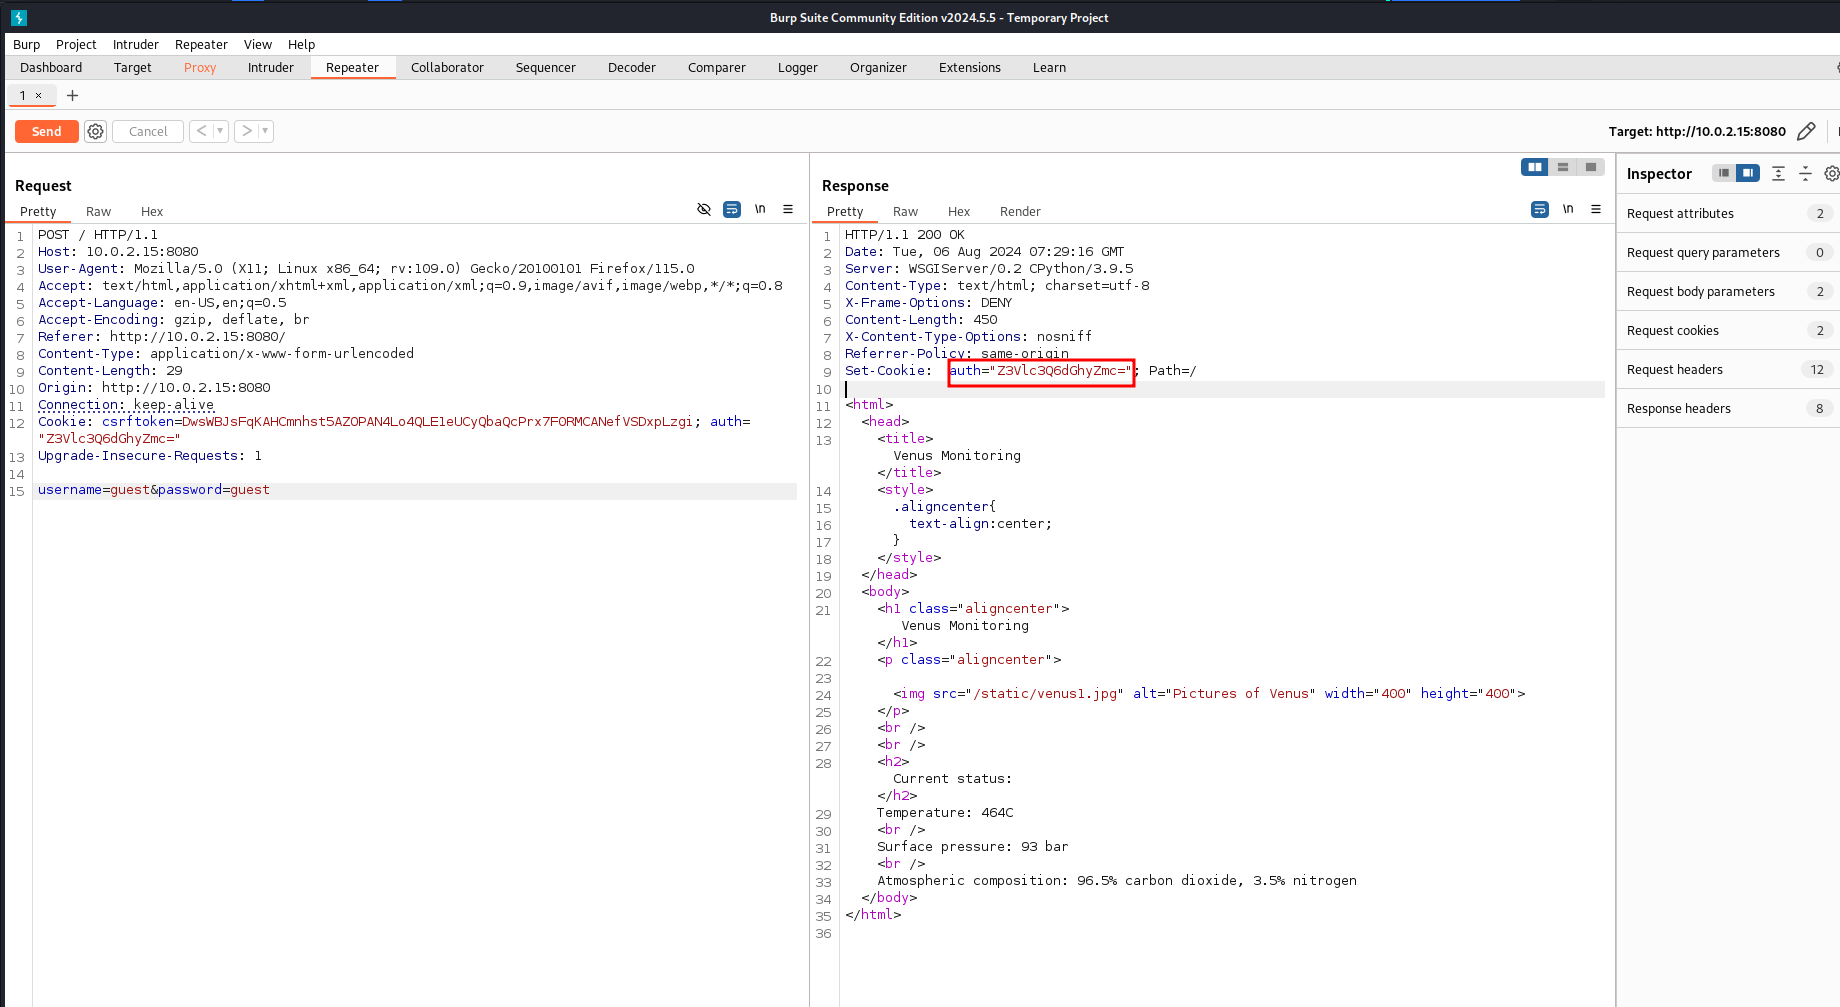 Burp Suite Community Edition v2024.5.5 - Temporary Project
Burp Project Intruder Repeater View Help
Dashboard Target Proxy Intruder Repeater Collaborator Sequencer Decoder Comparer Logger Organizer Extensions Learn
1 × +
Send Cancel < > Target: http://10.0.2.15:8080
Request
Pretty Raw Hex \n
1 POST / HTTP/1.1
2 Host: 10.0.2.15:8080
3 User-Agent: Mozilla/5.0 (X11; Linux x86_64; rv:109.0) Gecko/20100101 Firefox/115.0
4 Accept: text/html,application/xhtml+xml,application/xml;q=0.9,image/avif,image/webp,*/*;q=0.8
5 Accept-Language: en-US,en;q=0.5
6 Accept-Encoding: gzip, deflate, br
7 Referer: http://10.0.2.15:8080/
8 Content-Type: application/x-www-form-urlencoded
9 Content-Length: 29
10 Origin: http://10.0.2.15:8080
11 Connection: keep-alive
12 Cookie: csrftoken=DwsWBJsFqKAHCmnhst5AZOPAN4Lo4QLE1eUCyQbaQcPrx7F0RMCANefVSDxpLzgi; auth=
"Z3Vlc3Q6dGhyZmc="
13 Upgrade-Insecure-Requests: 1
14
15 username=guest&password=guest
Response
Pretty Raw Hex Render \n
1 HTTP/1.1 200 OK
2 Date: Tue, 06 Aug 2024 07:29:16 GMT
3 Server: WSGIServer/0.2 CPython/3.9.5
4 Content-Type: text/html; charset=utf-8
5 X-Frame-Options: DENY
6 Content-Length: 450
7 X-Content-Type-Options: nosniff
8 Referrer-Policy: same-origin
9 Set-Cookie: auth="Z3Vlc3Q6dGhyZmc="; Path=/
10
11 <html>
12 <head>
13 <title>
Venus Monitoring
</title>
14 <style>
15 .aligncenter{
16 text-align:center;
17 }
18 </style>
19 </head>
20 <body>
21 <h1 class="aligncenter">
Venus Monitoring
</h1>
22 <p class="aligncenter">
23
24 <img src="/static/venus1.jpg" alt="Pictures of Venus" width="400" height="400">
25 </p>
26 <br />
27 <br />
28 <h2>
Current status:
</h2>
29 Temperature: 464C
30 <br />
31 Surface pressure: 93 bar
32 <br />
33 Atmospheric composition: 96.5% carbon dioxide, 3.5% nitrogen
34 </body>
35 </html>
36
Inspector
Request attributes 2
Request query parameters 0
Request body parameters 2
Request cookies 2
Request headers 12
Response headers 8